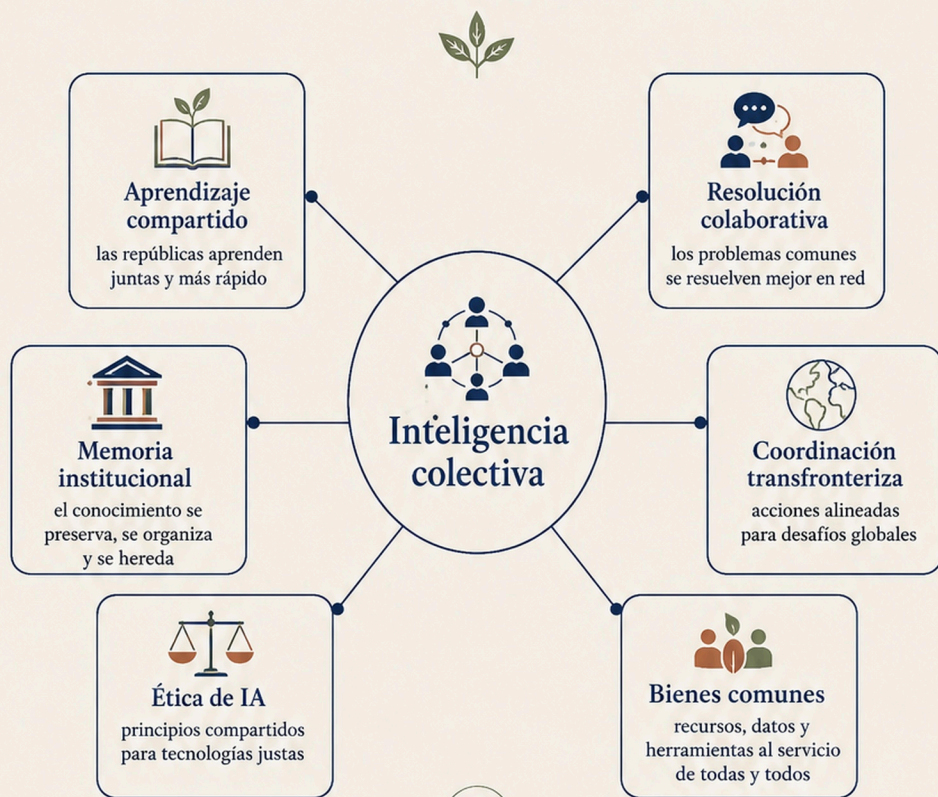 Aprendizaje
compartido
las repúblicas aprenden
juntas y más rápido
Resolución
colaborativa
los problemas comunes
se resuelven mejor en red
Inteligencia
colectiva
Memoria
institucional
el conocimiento se
preserva, se organiza
y se hereda
Coordinación
transfronteriza
acciones alineadas
para desafíos globales
Ética de IA
principios compartidos
para tecnologías justas
Bienes comunes
recursos, datos y
herramientas al servicio
de todas y todos